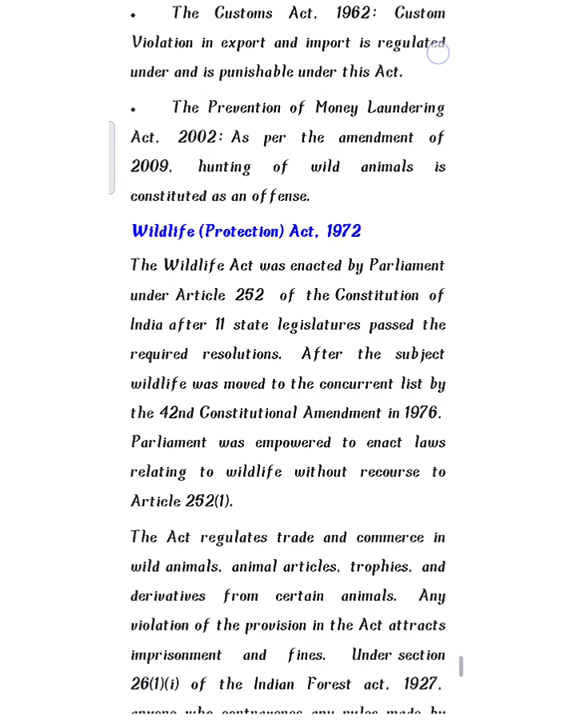 • The Customs Act, 1962: Custom
Violation in export and import is regulated
under and is punishable under this Act.
• The Prevention of Money Laundering
Act, 2002: As per the amendment of
2009, hunting of wild animals is
constituted as an offense.
Wildlife (Protection) Act, 1972
The Wildlife Act was enacted by Parliament
under Article 252 of the Constitution of
India after 11 state legislatures passed the
required resolutions. After the subject
wildlife was moved to the concurrent list by
the 42nd Constitutional Amendment in 1976,
Parliament was empowered to enact laws
relating to wildlife without recourse to
Article 252(1).
The Act regulates trade and commerce in
wild animals, animal articles, trophies, and
derivatives from certain animals. Any
violation of the provision in the Act attracts
imprisonment and fines. Under section
26(1)(i) of the Indian Forest act, 1927,
anyone who contravenes any rules made by